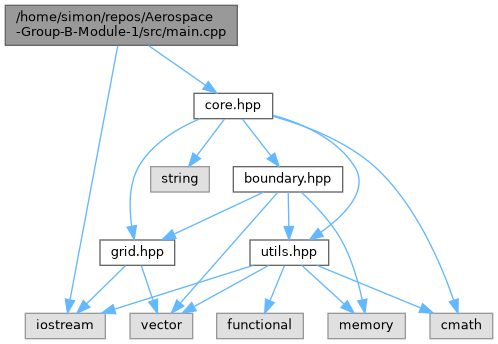 /home/simon/repos/Aerospace
-Group-B-Module-1/src/main.cpp
core.hpp
string
boundary.hpp
grid.hpp
utils.hpp
iostream
vector
functional
memory
cmath